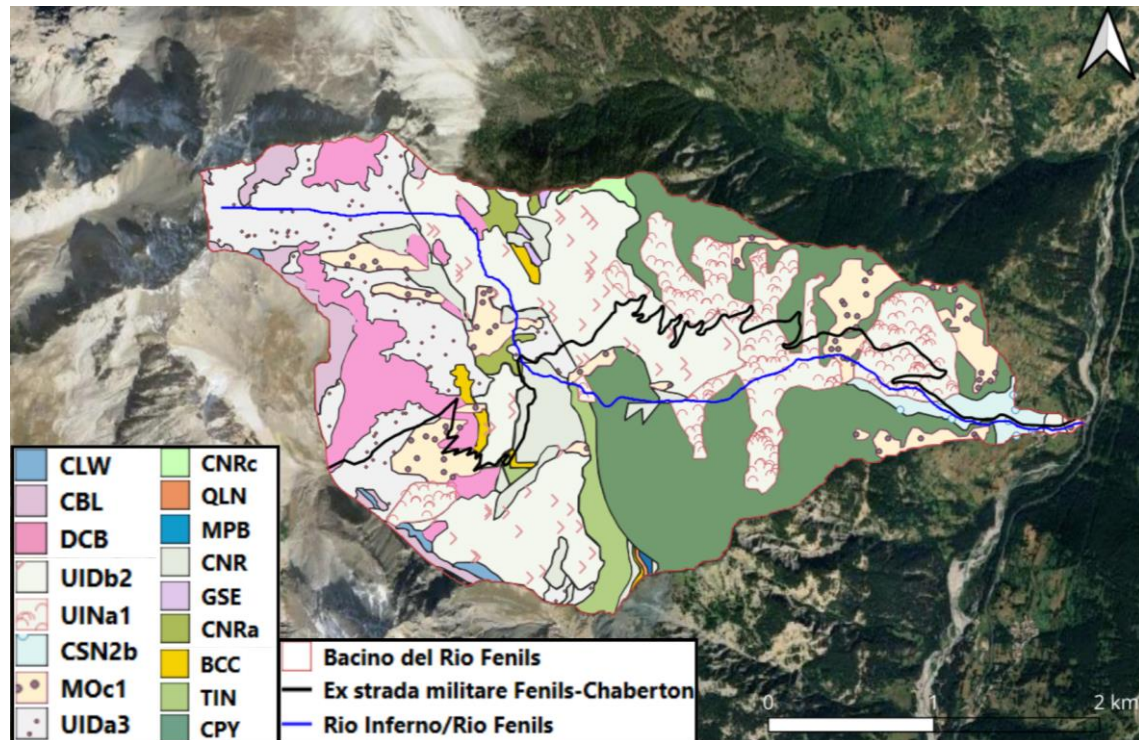 CLW
CBL
DCB
UIDb2
UINa1
CSN2b
MOc1
UIDa3
CNRc
QLN
MPB
CNR
GSE
CNRa
BCC
TIN
CPY
Bacino del Rio Fenils
Ex strada militare Fenils-Chaberton
Rio Inferno/Rio Fenils
0 1 2 km